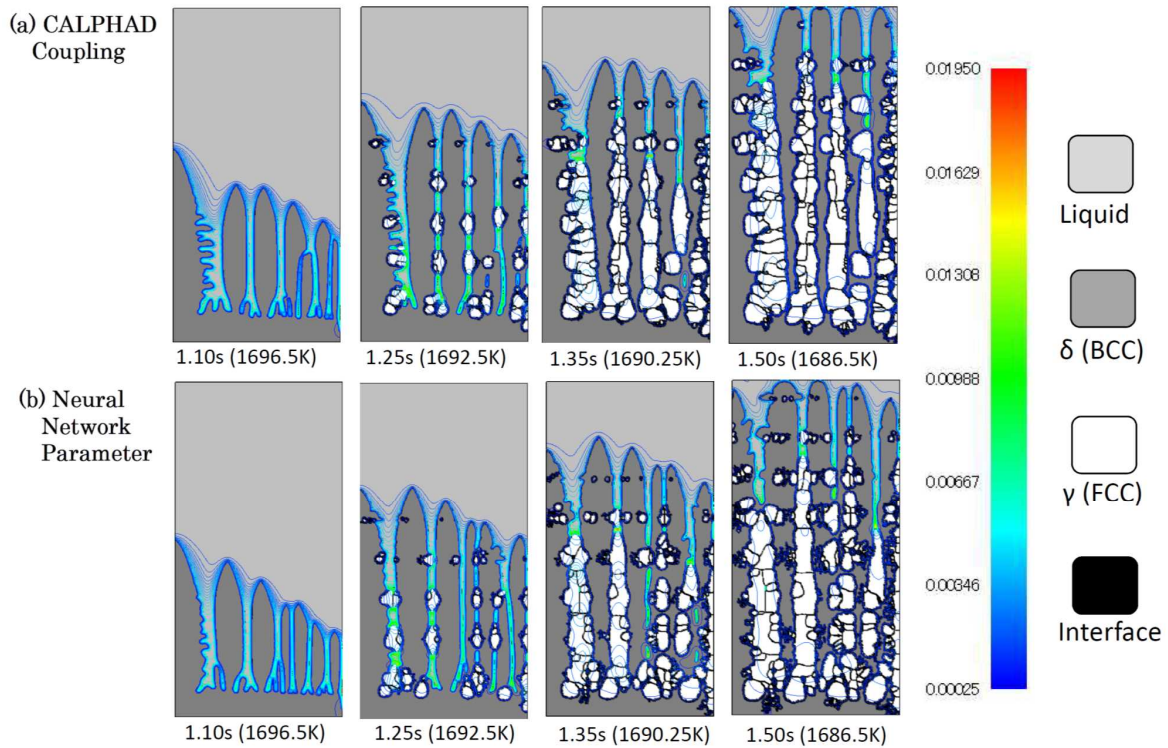 (a) CALPHAD
Coupling
1.10s (1696.5K)
1.25s (1692.5K)
1.35s (1690.25K)
1.50s (1686.5K)
(b) Neural
Network
Parameter
1.10s (1696.5K)
1.25s (1692.5K)
1.35s (1690.25K)
1.50s (1686.5K)
0.01950
0.01629
0.01308
0.00988
0.00667
0.00346
0.00025
Liquid
δ (BCC)
γ (FCC)
Interface